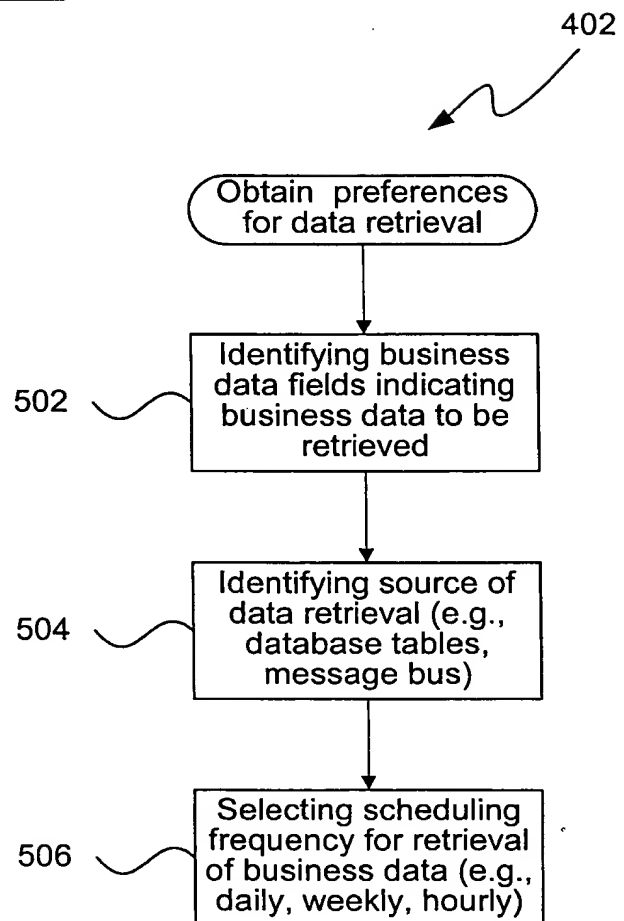 402
Obtain preferences
for data retrieval
502
Identifying business
data fields indicating
business data to be
retrieved
504
Identifying source of
data retrieval (e.g.,
database tables,
message bus)
506
Selecting scheduling
frequency for retrieval
of business data (e.g.,
daily, weekly, hourly)